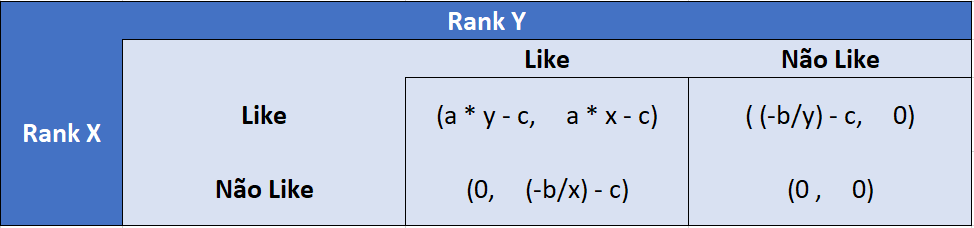 Rank Y
Like Não Like
Rank X
Like (a * y - c, a * x - c) ( (-b/y) - c, 0)
Não Like (0, (-b/x) - c) (0 , 0)